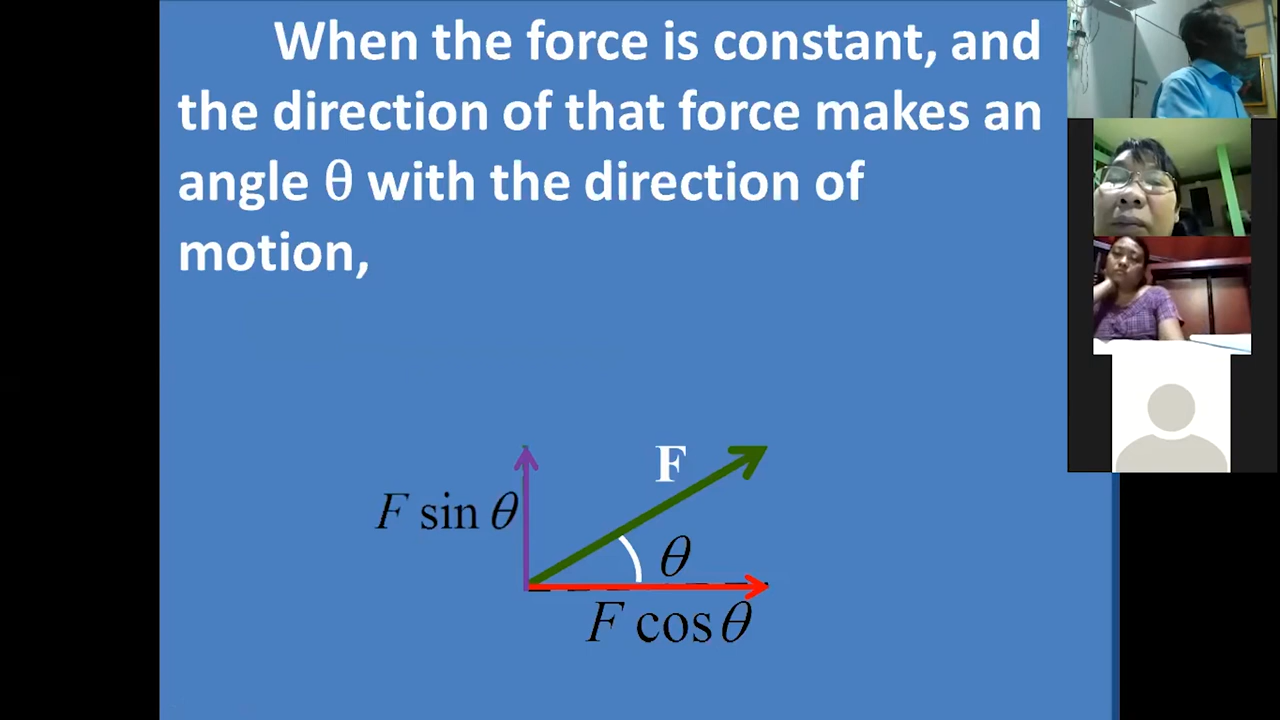 When the force is constant, and
the direction of that force makes an
angle θ with the direction of
motion,
F
F sin θ
θ
F cos θ